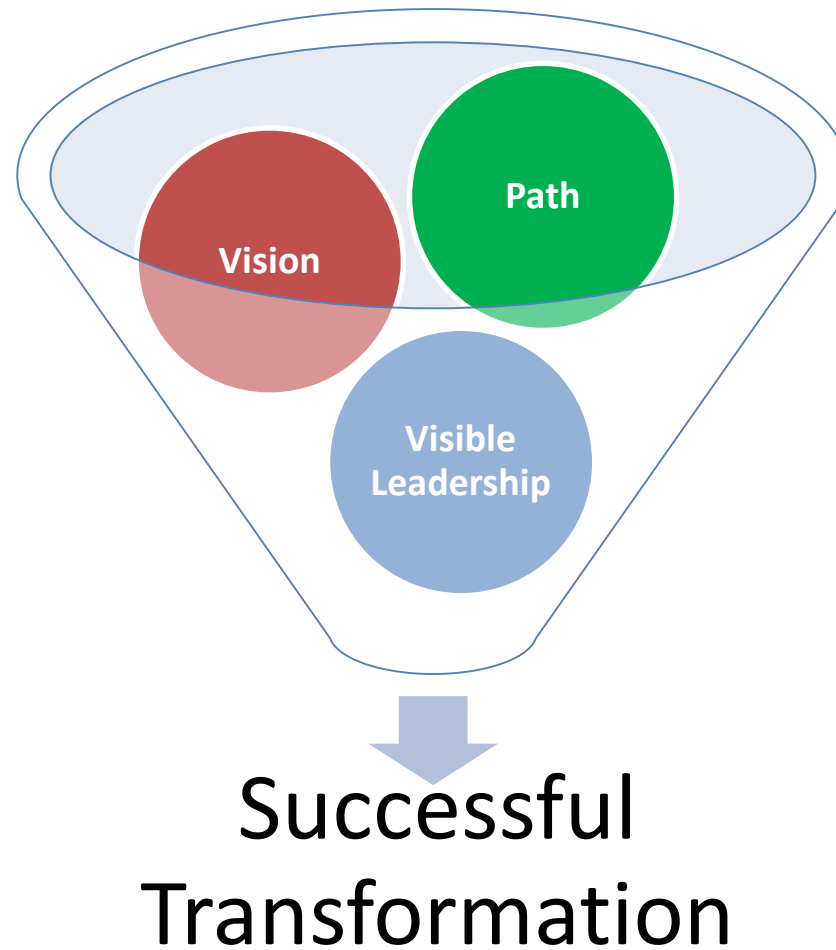 Path
Vision
Visible
Leadership
Successful
Transformation